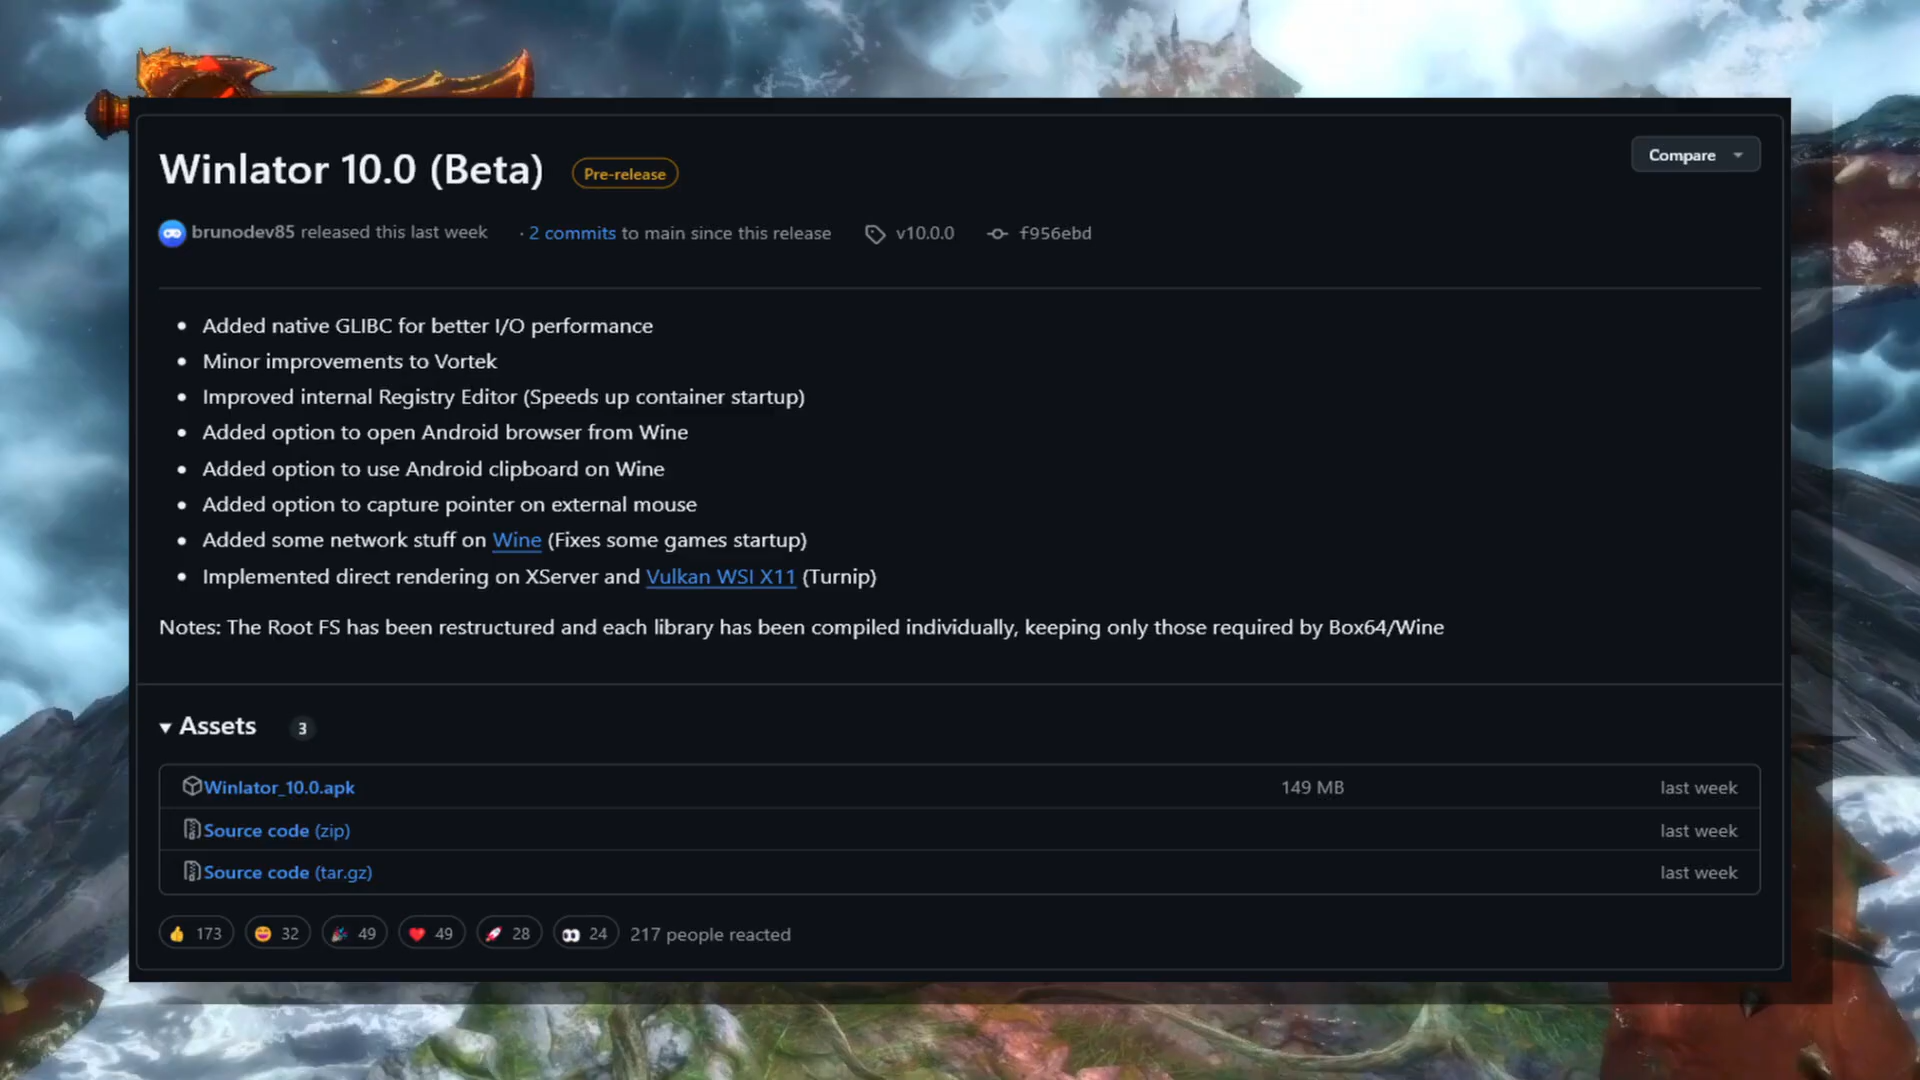 Winlator 10.0 (Beta) Pre-release
Compare
brunodev85 released this last week · 2 commits to main since this release v10.0.0 f956ebd
• Added native GLIBC for better I/O performance
• Minor improvements to Vortek
• Improved internal Registry Editor (Speeds up container startup)
• Added option to open Android browser from Wine
• Added option to use Android clipboard on Wine
• Added option to capture pointer on external mouse
• Added some network stuff on Wine (Fixes some games startup)
• Implemented direct rendering on XServer and Vulkan WSI X11 (Turnip)
Notes: The Root FS has been restructured and each library has been compiled individually, keeping only those required by Box64/Wine
Assets 3
Winlator_10.0.apk 149 MB last week
Source code (zip) last week
Source code (tar.gz) last week
👍 173 😄 32 🎉 49 ❤️ 49 🚀 28 👀 24 217 people reacted